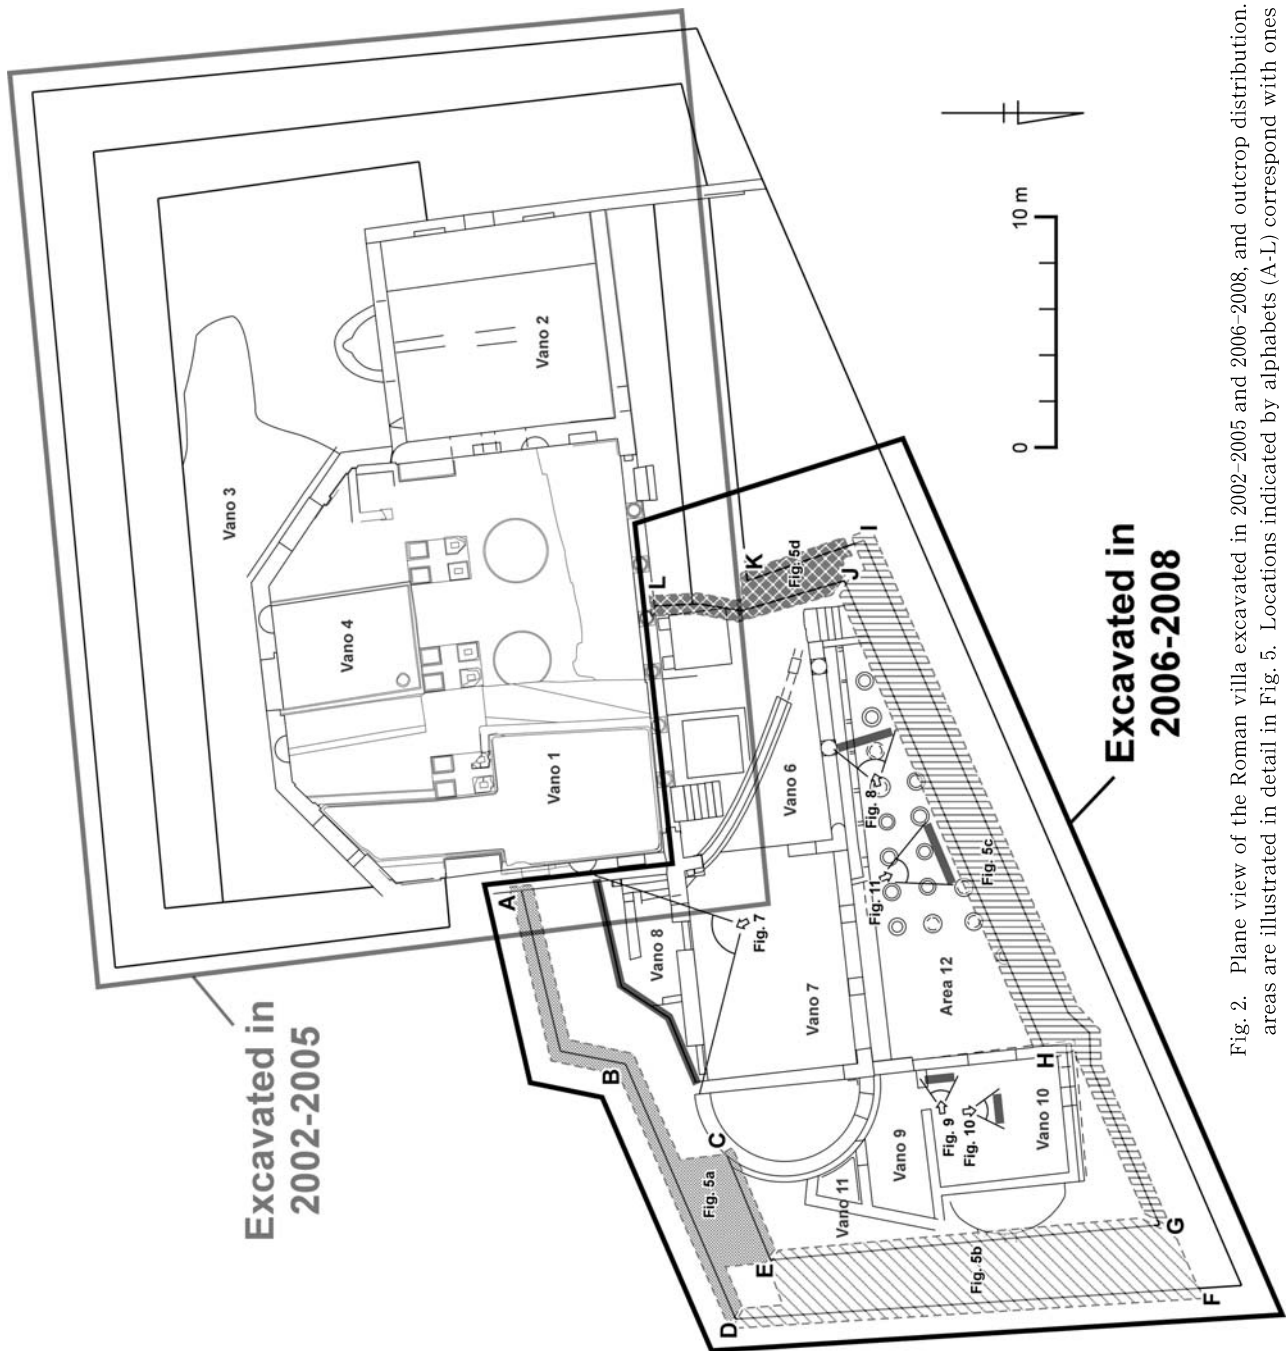 Excavated in
2002-2005
Vano 3
Vano 4
Vano 2
Vano 1
10 m
0
A
B
C
D
E
F
G
H
I
J
K
L
Fig. 5a
Fig. 5b
Fig. 5c
Fig. 5d
Vano 8
Fig. 7
Vano 7
Vano 6
Fig. 8
Fig. 11
Area 12
Vano 9
Vano 11
Fig. 9
Fig. 10
Vano 10
Excavated in
2006-2008
Fig. 2. Plane view of the Roman villa excavated in 2002–2005 and 2006–2008, and outcrop distribution.
areas are illustrated in detail in Fig. 5. Locations indicated by alphabets (A-L) correspond with ones